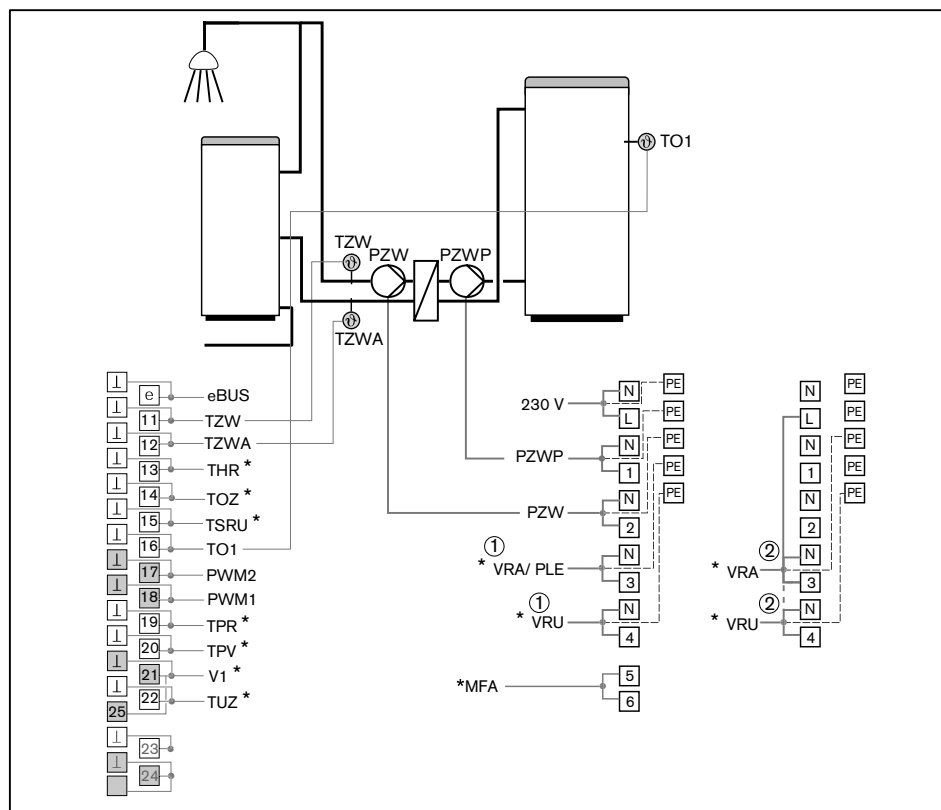 TO1
TZW
PZW
PZWP
TZWA
⊥
e
eBUS
⊥
11
TZW
⊥
12
TZWA
⊥
13
THR *
⊥
14
TOZ *
⊥
15
TSRU *
⊥
16
TO1
⊥
17
PWM2
⊥
18
PWM1
⊥
19
TPR *
⊥
20
TPV *
⊥
21
V1 *
⊥
22
TUZ *
25
⊥
23
⊥
24
230 V
N
PE
L
PE
PZWP
N
PE
1
PE
PZW
N
PE
2
①
* VRA/ PLE
N
3
①
* VRU
N
4
*MFA
5
6
N
PE
L
PE
N
PE
1
PE
N
PE
2
②
* VRA
N
3
②
* VRU
N
4